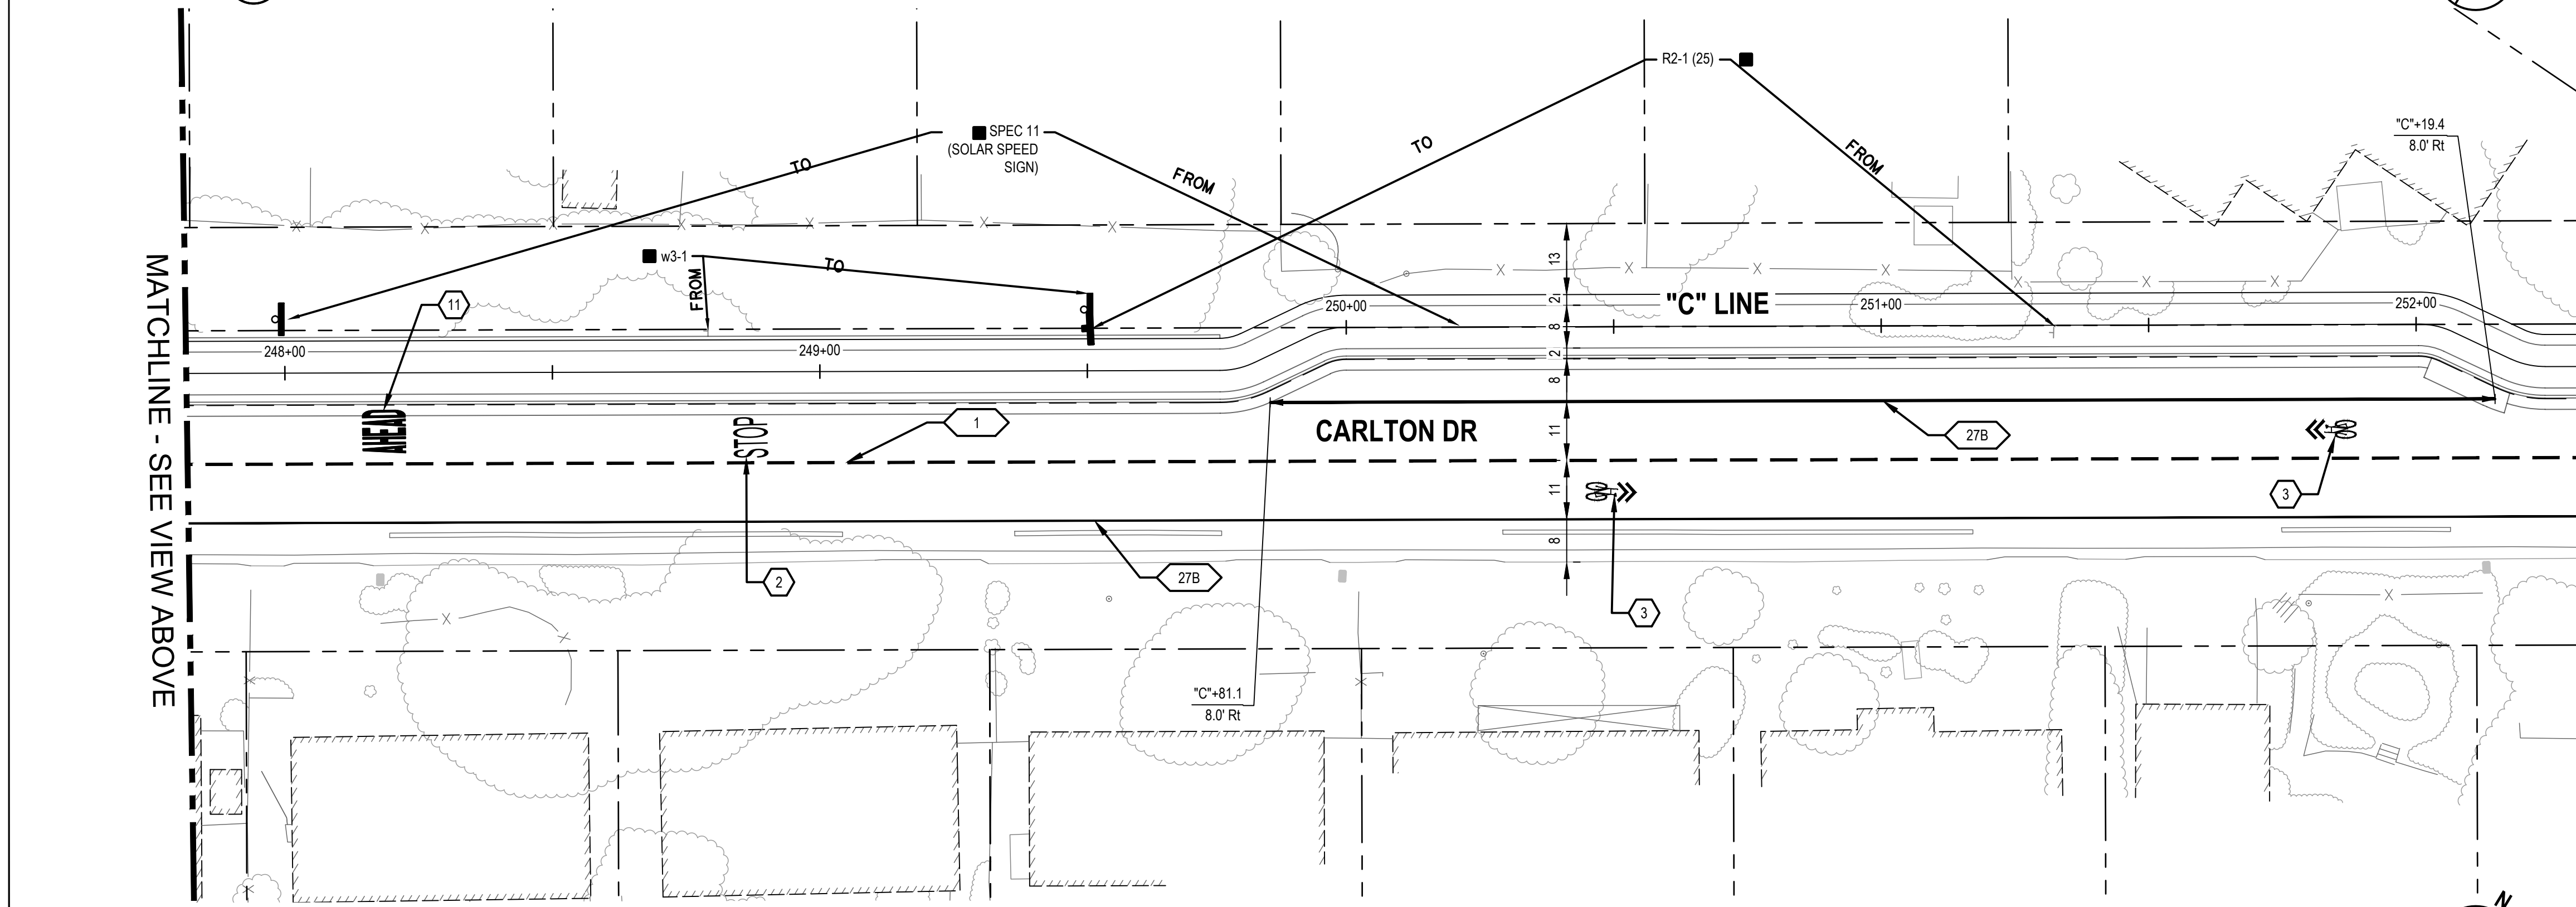 R2-1 (25)
"C"+19.4
8.0' Rt
SPEC 11
(SOLAR SPEED
SIGN)
TO
TO
FROM
FROM
w3-1
FROM
TO
MATCHLINE - SEE VIEW ABOVE
11
13
2
8
2
8
11
11
8
"C" LINE
250+00
251+00
252+00
248+00
249+00
AHEAD
STOP
1
CARLTON DR
27B
3
2
27B
3
"C"+81.1
8.0' Rt
N